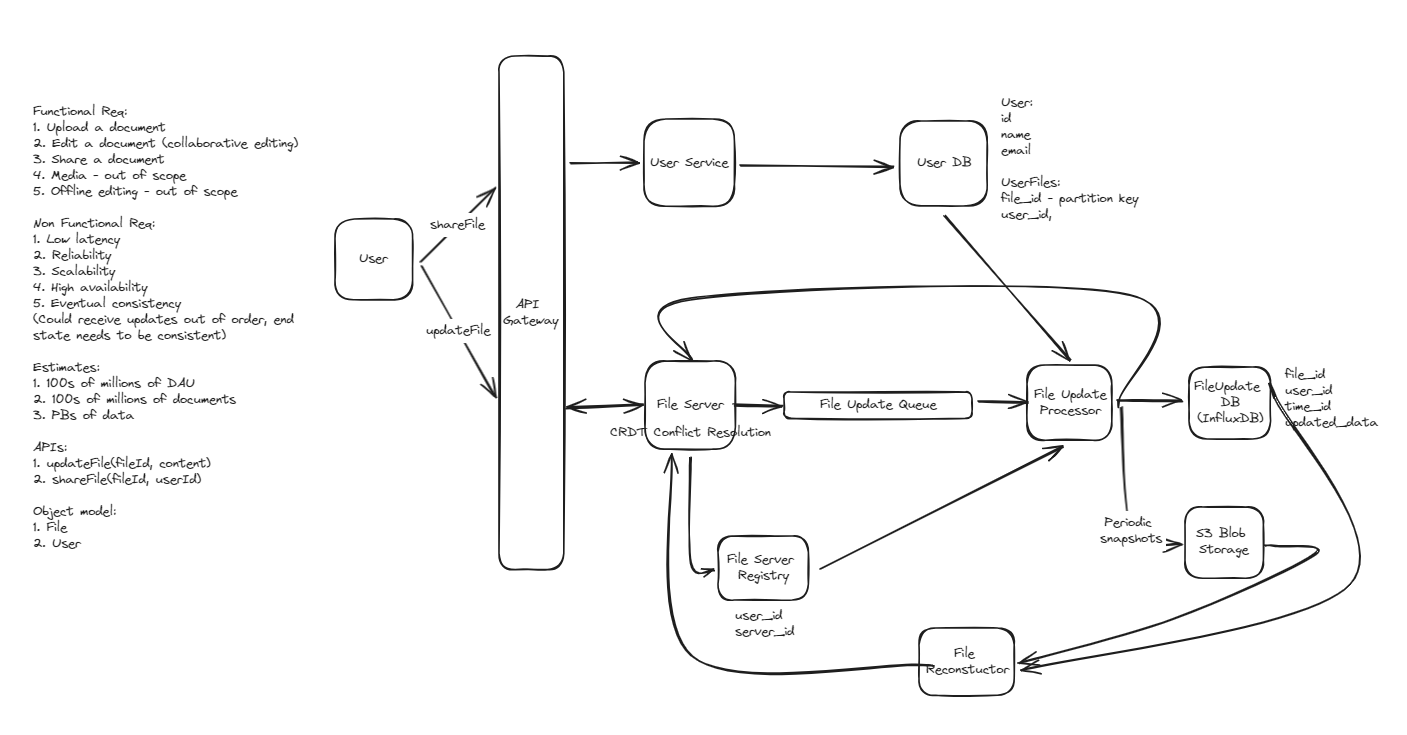 Functional Req:
1. Upload a document
2. Edit a document (collaborative editing)
3. Share a document
4. Media - out of scope
5. Offline editing - out of scope
Non Functional Req:
1. Low latency
2. Reliability
3. Scalability
4. High availability
5. Eventual consistency
(Could receive updates out of order, end
state needs to be consistent)
Estimates:
1. 100s of millions of DAU
2. 100s of millions of documents
3. PBs of data
APIs:
1. updateFile(fileId, content)
2. shareFile(fileId, userId)
Object model:
1. File
2. User
User
shareFile
updateFile
API
Gateway
User Service
User DB
User:
id
name
email
UserFiles:
file_id - partition key
user_id,
File Server
CRDT Conflict Resolution
File Update Queue
File Update
Processor
FileUpdate
DB
(InfluxDB)
file_id
user_id
time_id
updated_data
Periodic
snapshots
S3 Blob
Storage
File Server
Registry
user_id
server_id
File
Reconstuctor